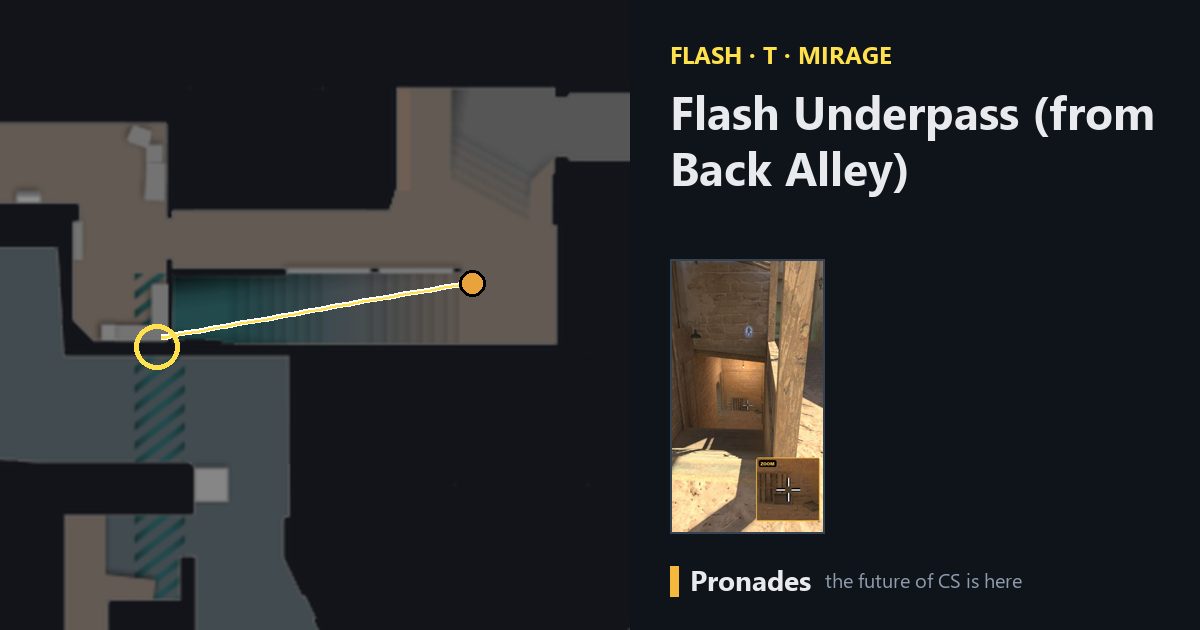 FLASH · T · MIRAGE
Flash Underpass (from
Back Alley)
ZOOM
Pronades the future of CS is here